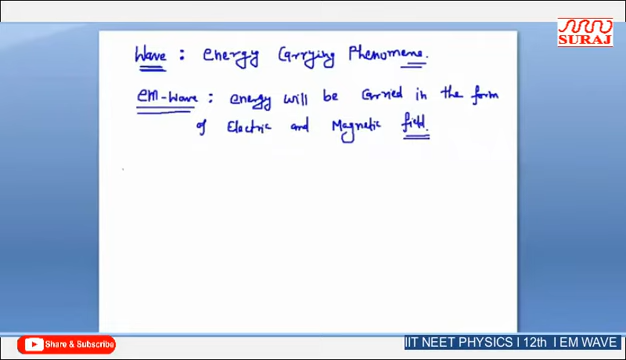 SURAJ
Wave : Energy Carrying Phenomena.
EM-Wave : energy will be Carried in the form
of Electric and Magnetic field.
Share & Subscribe
IIT NEET PHYSICS I 12th I EM WAVE